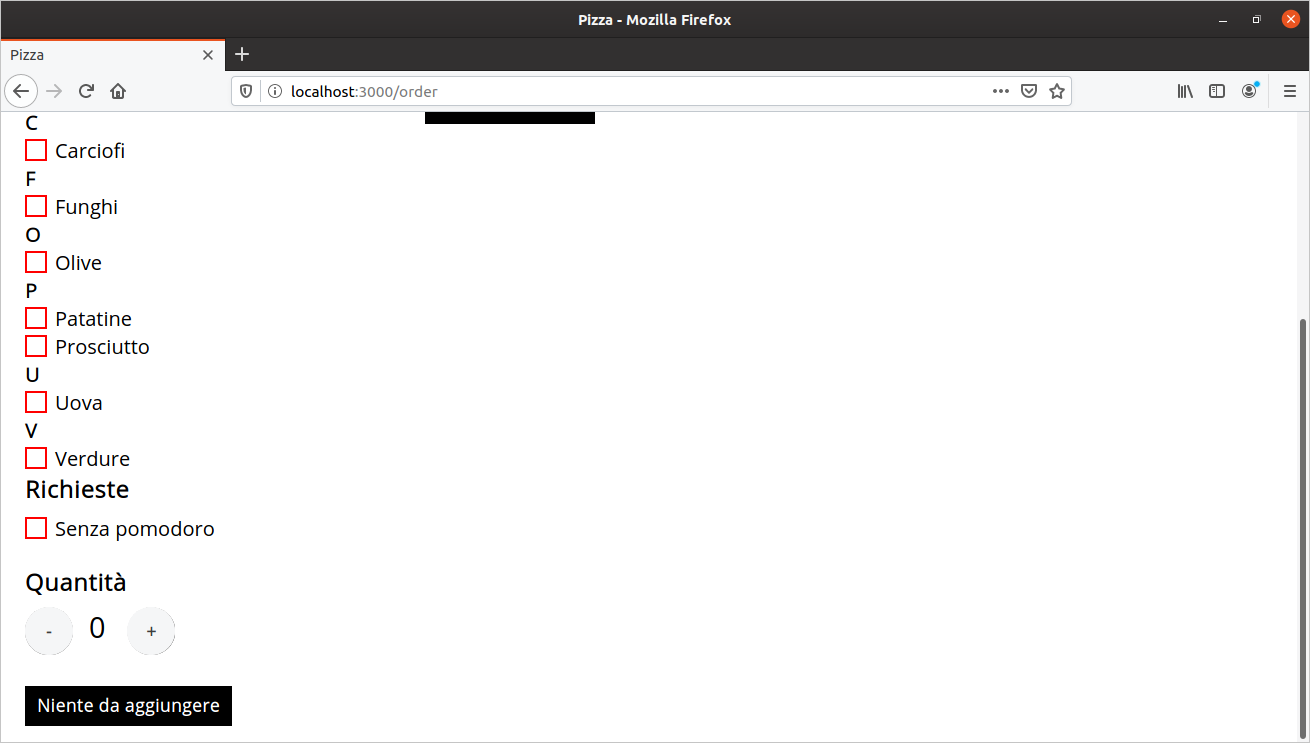 Pizza - Mozilla Firefox
Pizza
localhost:3000/order
C
Carciofi
F
Funghi
O
Olive
P
Patatine
Prosciutto
U
Uova
V
Verdure
Richieste
Senza pomodoro
Quantità
- 0 +
Niente da aggiungere